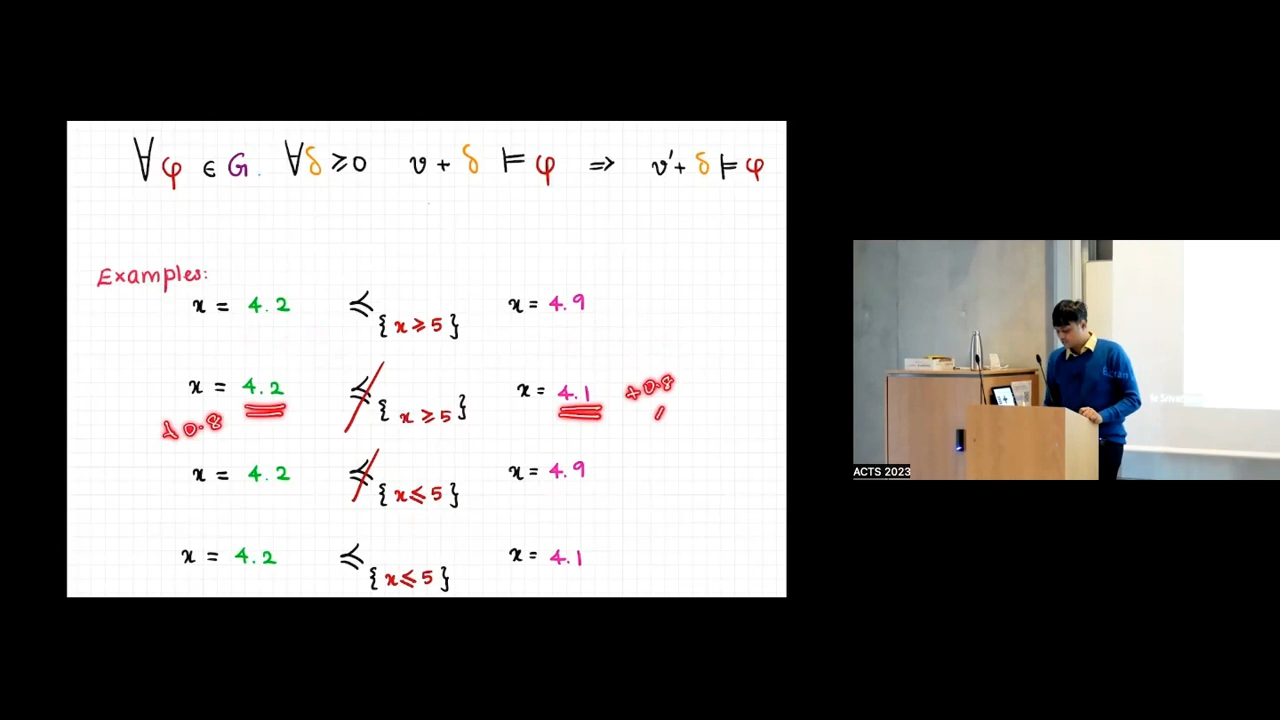 ∀φ ∈ G. ∀δ ⩾ 0 v + δ ⊨ φ ⇒ v' + δ ⊨ φ
Examples:
x = 4.2 ≼{x ⩾ 5} x = 4.9
x = 4.2 ⋠{x ⩾ 5} x = 4.1 +0.8
+0.8
x = 4.2 ⋠{x ⩽ 5} x = 4.9
x = 4.2 ≼{x ⩽ 5} x = 4.1
Ecran
ACTS 2023